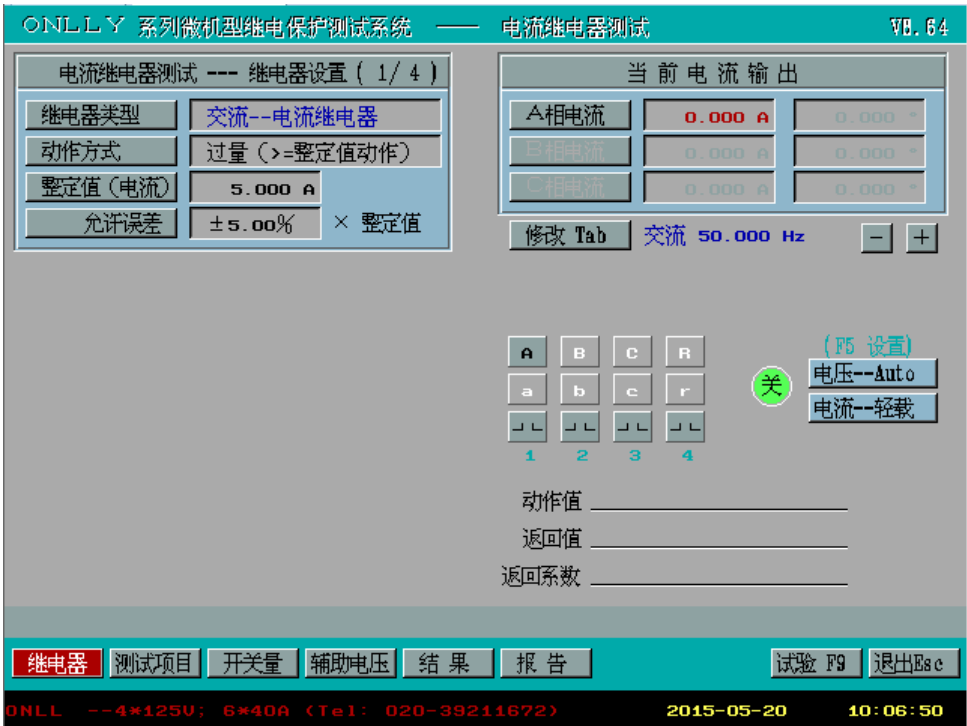 ONLLY 系列微机型继电保护测试系统 —— 电流继电器测试 V8.64
电流继电器测试 --- 继电器设置 ( 1/ 4 )
继电器类型 交流--电流继电器
动作方式 过量 (>=整定值动作)
整定值 (电流) 5.000 A
允许误差 ±5.00% × 整定值
当 前 电 流 输 出
A相电流 0.000 A 0.000 °
B相电流 0.000 A 0.000 °
C相电流 0.000 A 0.000 °
修改 Tab 交流 50.000 Hz - +
A B C R
a b c r
1 2 3 4
关
(F5 设置)
电压--Auto
电流--轻载
动作值
返回值
返回系数
继电器 测试项目 开关量 辅助电压 结 果 报 告 试验 F9 退出Esc
ONLL --4*125V; 6*40A (Tel: 020-39211672) 2015-05-20 10:06:50